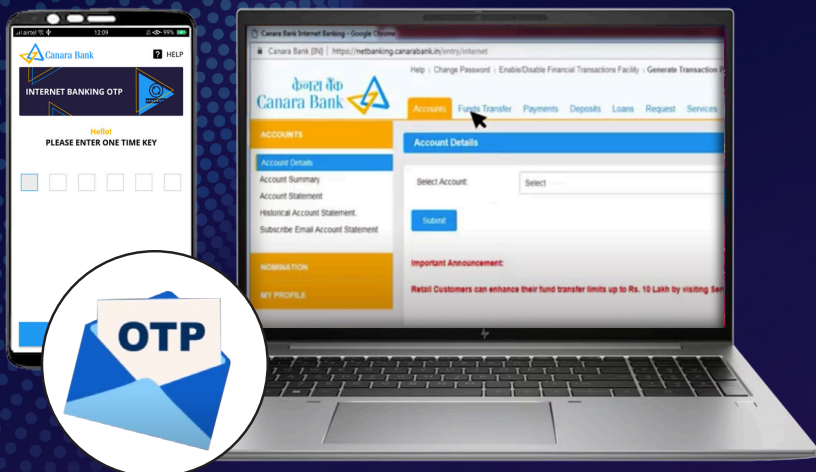 airtel
12:09
99%
Canara Bank
? HELP
INTERNET BANKING OTP
Hello!
PLEASE ENTER ONE TIME KEY
OTP
Canara Bank Internet Banking - Google Chrome
Canara Bank [IN] | https://netbanking.canarabank.in/entry/internet
Help | Change Password | Enable/Disable Financial Transactions Facility | Generate Transaction P
केनरा बैंक
Canara Bank
Accounts Funds Transfer Payments Deposits Loans Request Services
ACCOUNTS
Account Details
Account Summary
Account Statement
Historical Account Statement.
Subscribe Email Account Statement
NOMINATION
MY PROFILE
Account Details
Select Account:
Select
Submit
Important Announcement:
Retail Customers can enhance their fund transfer limits up to Rs. 10 Lakh by visiting Ser
hp